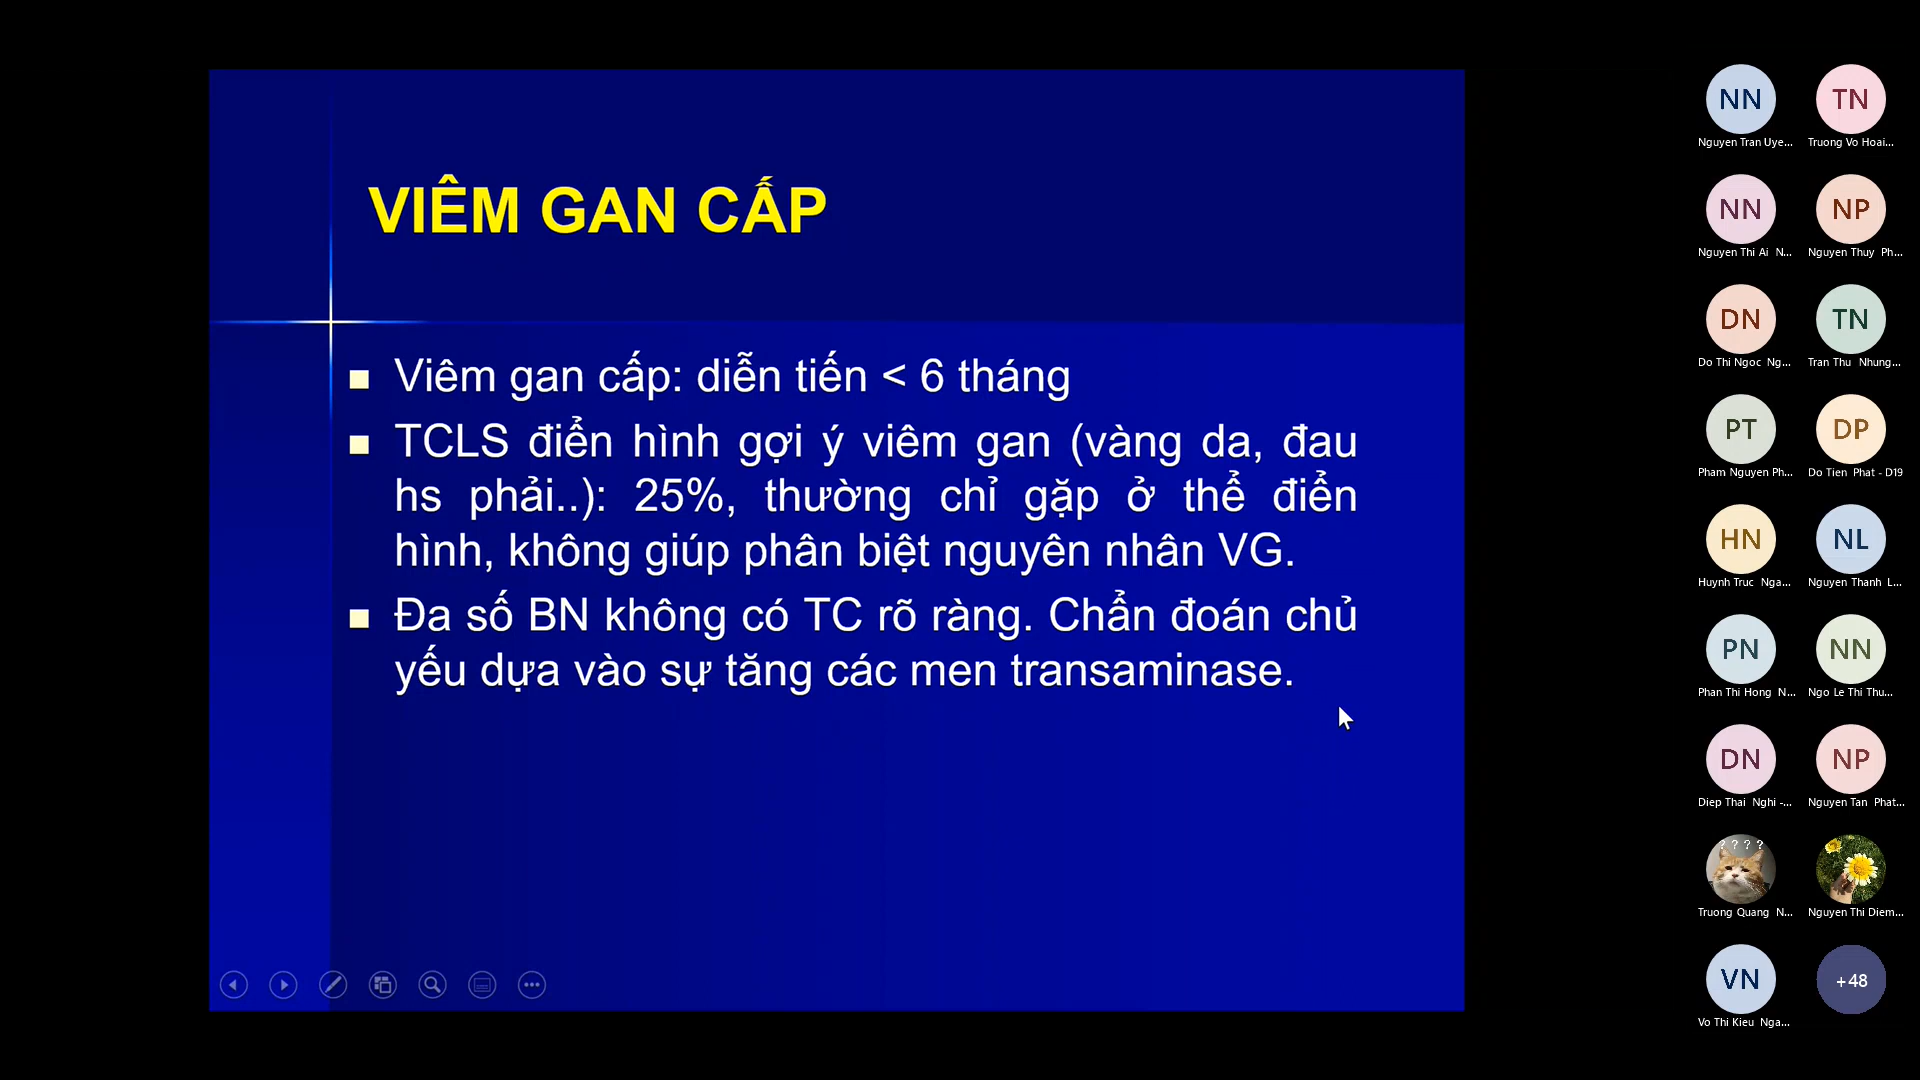 VIÊM GAN CẤP
Viêm gan cấp: diễn tiến < 6 tháng
TCLS điển hình gợi ý viêm gan (vàng da, đau
hs phải..): 25%, thường chỉ gặp ở thể điển
hình, không giúp phân biệt nguyên nhân VG.
Đa số BN không có TC rõ ràng. Chẩn đoán chủ
yếu dựa vào sự tăng các men transaminase.
NN TN
Nguyen Tran Uye... Truong Vo Hoai...
NN NP
Nguyen Thi Ai N... Nguyen Thuy Ph...
DN TN
Do Thi Ngoc Ng... Tran Thu Nhung...
PT DP
Pham Nguyen Ph... Do Tien Phat - D19
HN NL
Huynh Truc Nga... Nguyen Thanh L...
PN NN
Phan Thi Hong N... Ngo Le Thi Thu...
DN NP
Diep Thai Nghi -... Nguyen Tan Phat...
? ? ? ?
Truong Quang N... Nguyen Thi Diem...
VN +48
Vo Thi Kieu Nga...